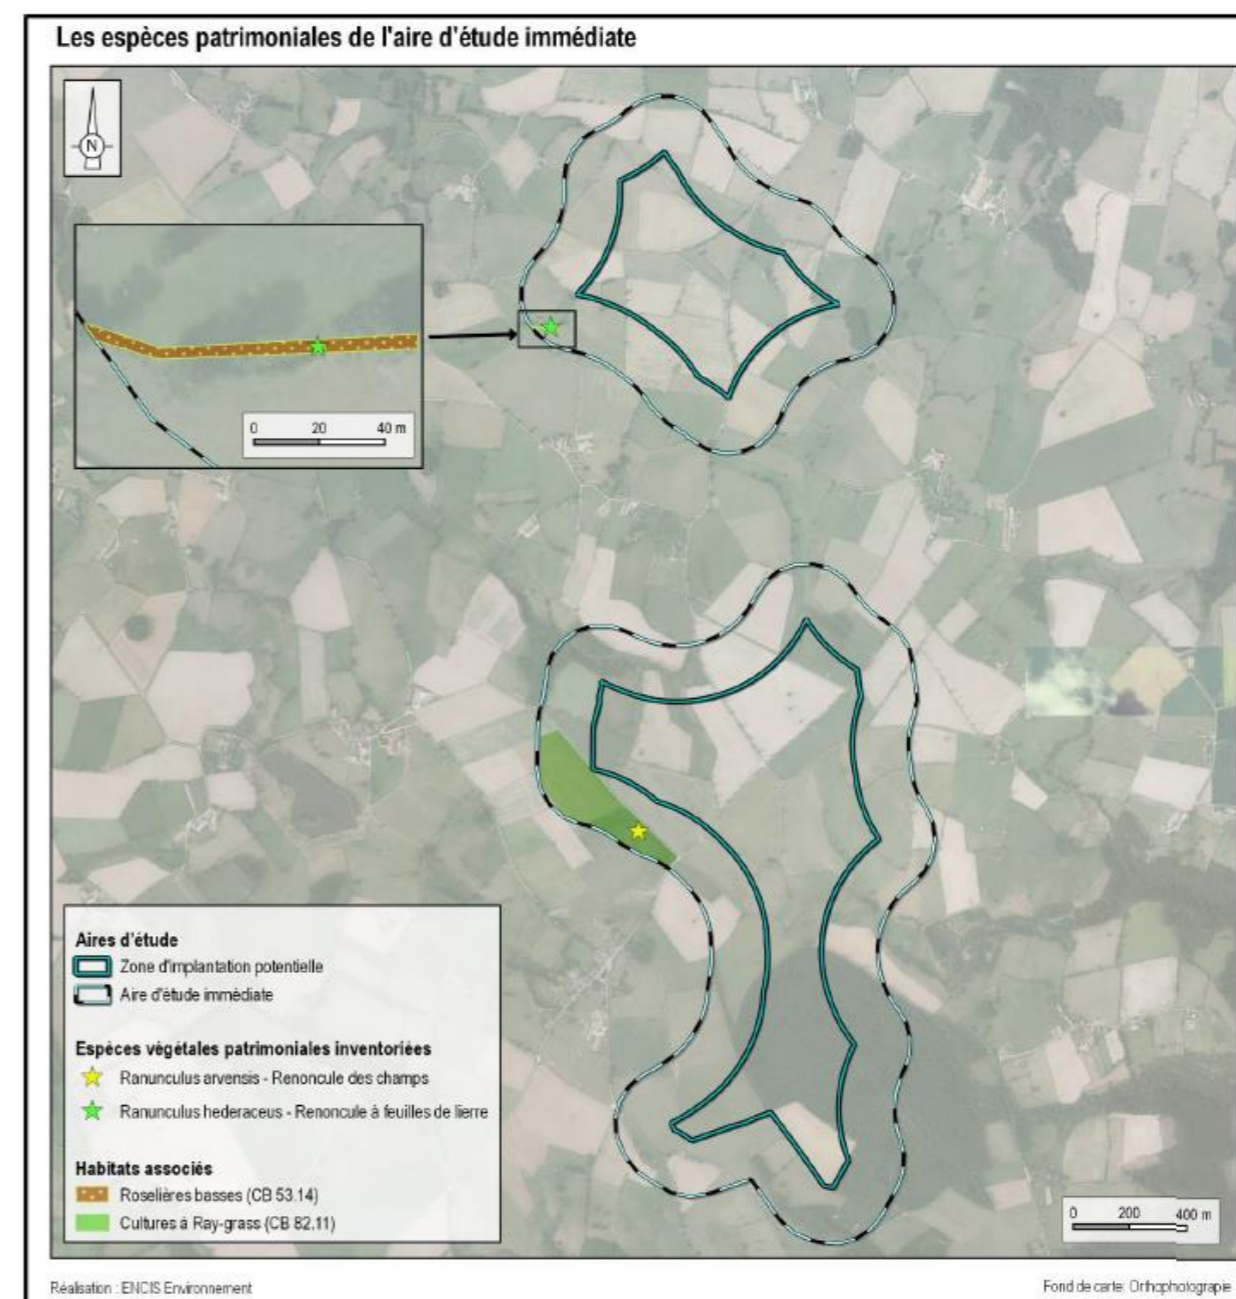 Les espèces patrimoniales de l'aire d'étude immédiate
N
0 20 40 m
Aires d'étude
Zone d'implantation potentielle
Aire d'étude immédiate
Espèces végétales patrimoniales inventoriées
Ranunculus arvensis - Renoncule des champs
Ranunculus hederaceus - Renoncule à feuilles de lierre
Habitats associés
Roselières basses (CB 53.14)
Cultures à Ray-grass (CB 82.11)
0 200 400 m
Réalisation : ENCIS Environnement
Fond de carte: Orthophotograpie